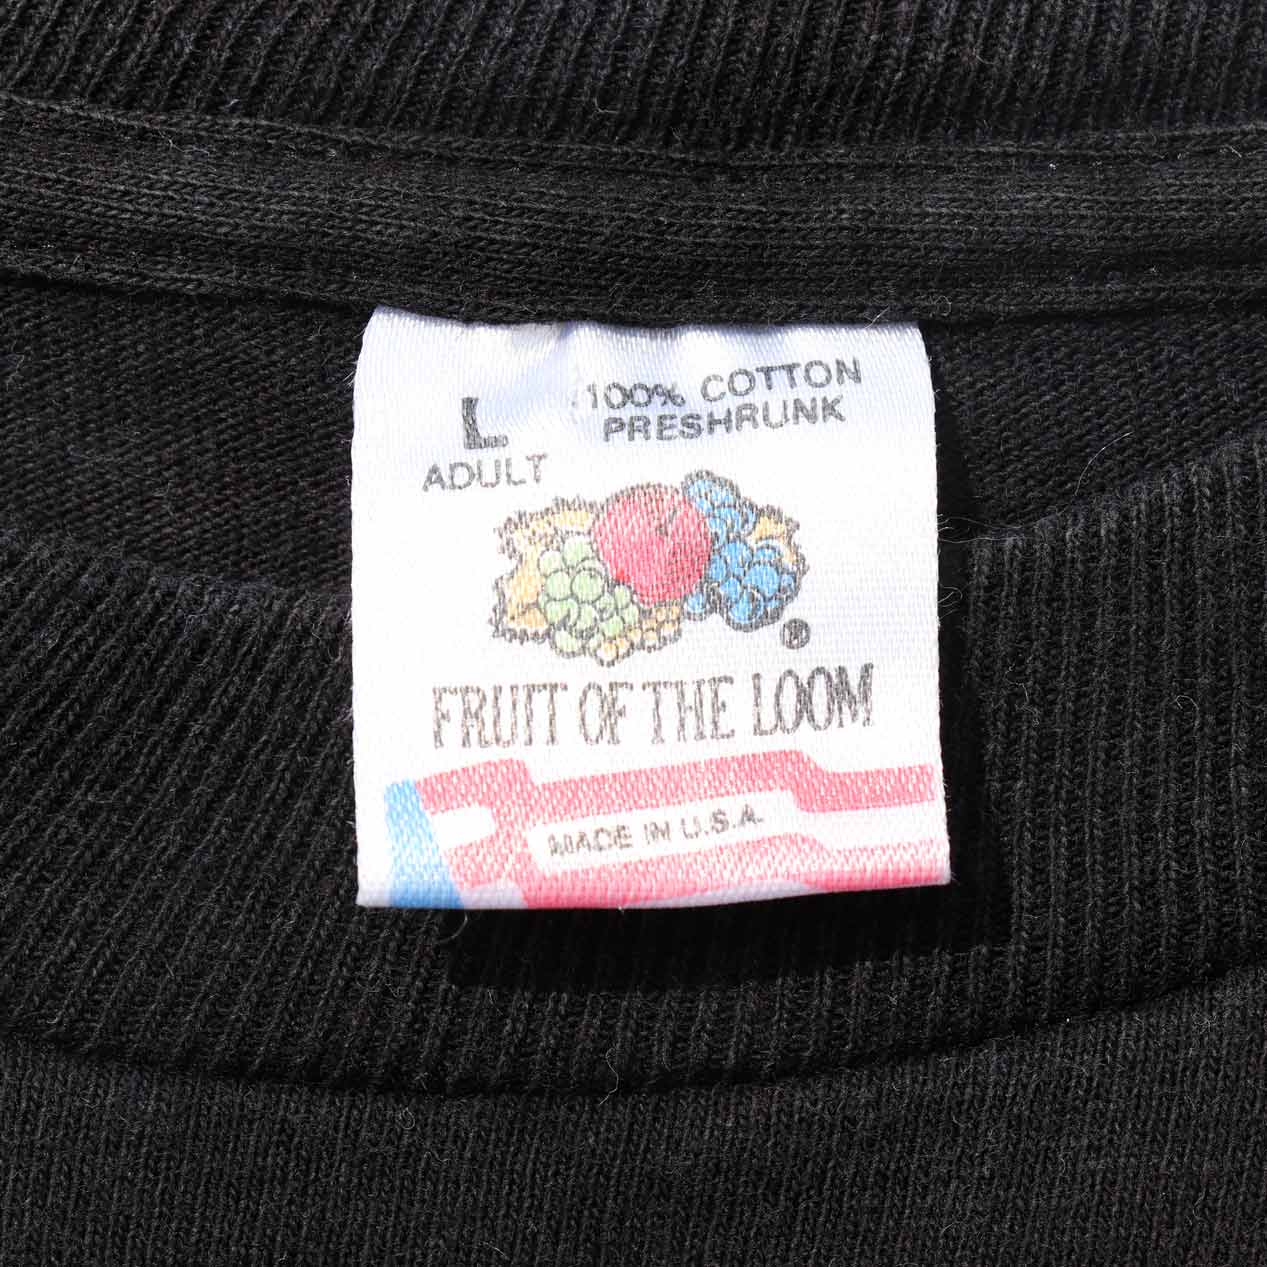 100% COTTON
PRESHRUNK
L
ADULT
®
FRUIT OF THE LOOM
MADE IN U.S.A.